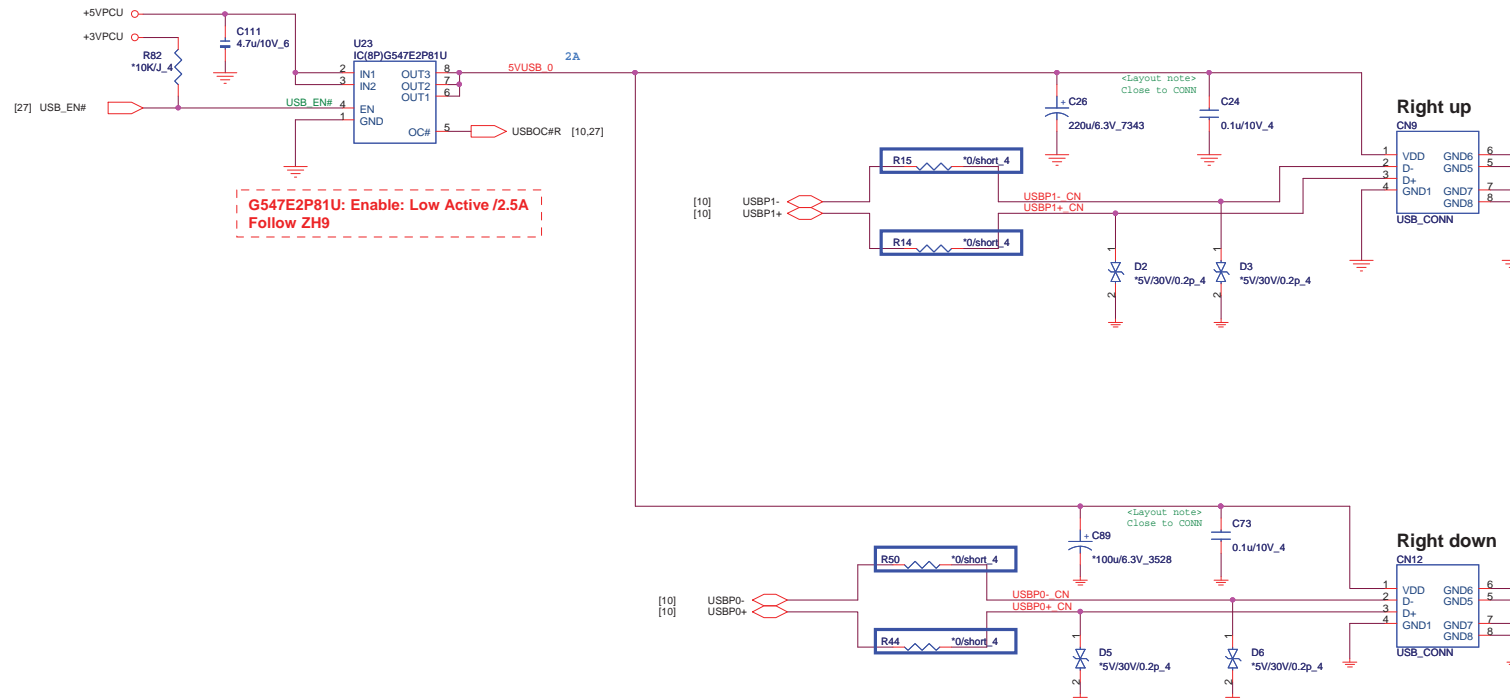 +5VPCU
+3VPCU
R82
*10K/J_4
C111
4.7u/10V_6
U23
IC(8P)G547E2P81U
2 IN1 OUT3 8
3 IN2 OUT2 7
OUT1 6
4 EN
1 GND
OC# 5
[27] USB_EN#
USB_EN#
USBOC#R [10,27]
5VUSB_0
2A
G547E2P81U: Enable: Low Active /2.5A
Follow ZH9
+ C26
220u/6.3V_7343
<Layout note>
Close to CONN
C24
0.1u/10V_4
Right up
CN9
1 VDD GND6 6
2 D- GND5 5
3 D+
4 GND1 GND7 7
GND8 8
USB_CONN
R15 *0/short_4
[10] USBP1-
[10] USBP1+
USBP1-_CN
USBP1+_CN
R14 *0/short_4
1
D2
*5V/30V/0.2p_4
2
1
D3
*5V/30V/0.2p_4
2
+ C89
*100u/6.3V_3528
<Layout note>
Close to CONN
C73
0.1u/10V_4
Right down
CN12
1 VDD GND6 6
2 D- GND5 5
3 D+
4 GND1 GND7 7
GND8 8
USB_CONN
R50 *0/short_4
[10] USBP0-
[10] USBP0+
USBP0-_CN
USBP0+_CN
R44 *0/short_4
1
D5
*5V/30V/0.2p_4
2
1
D6
*5V/30V/0.2p_4
2